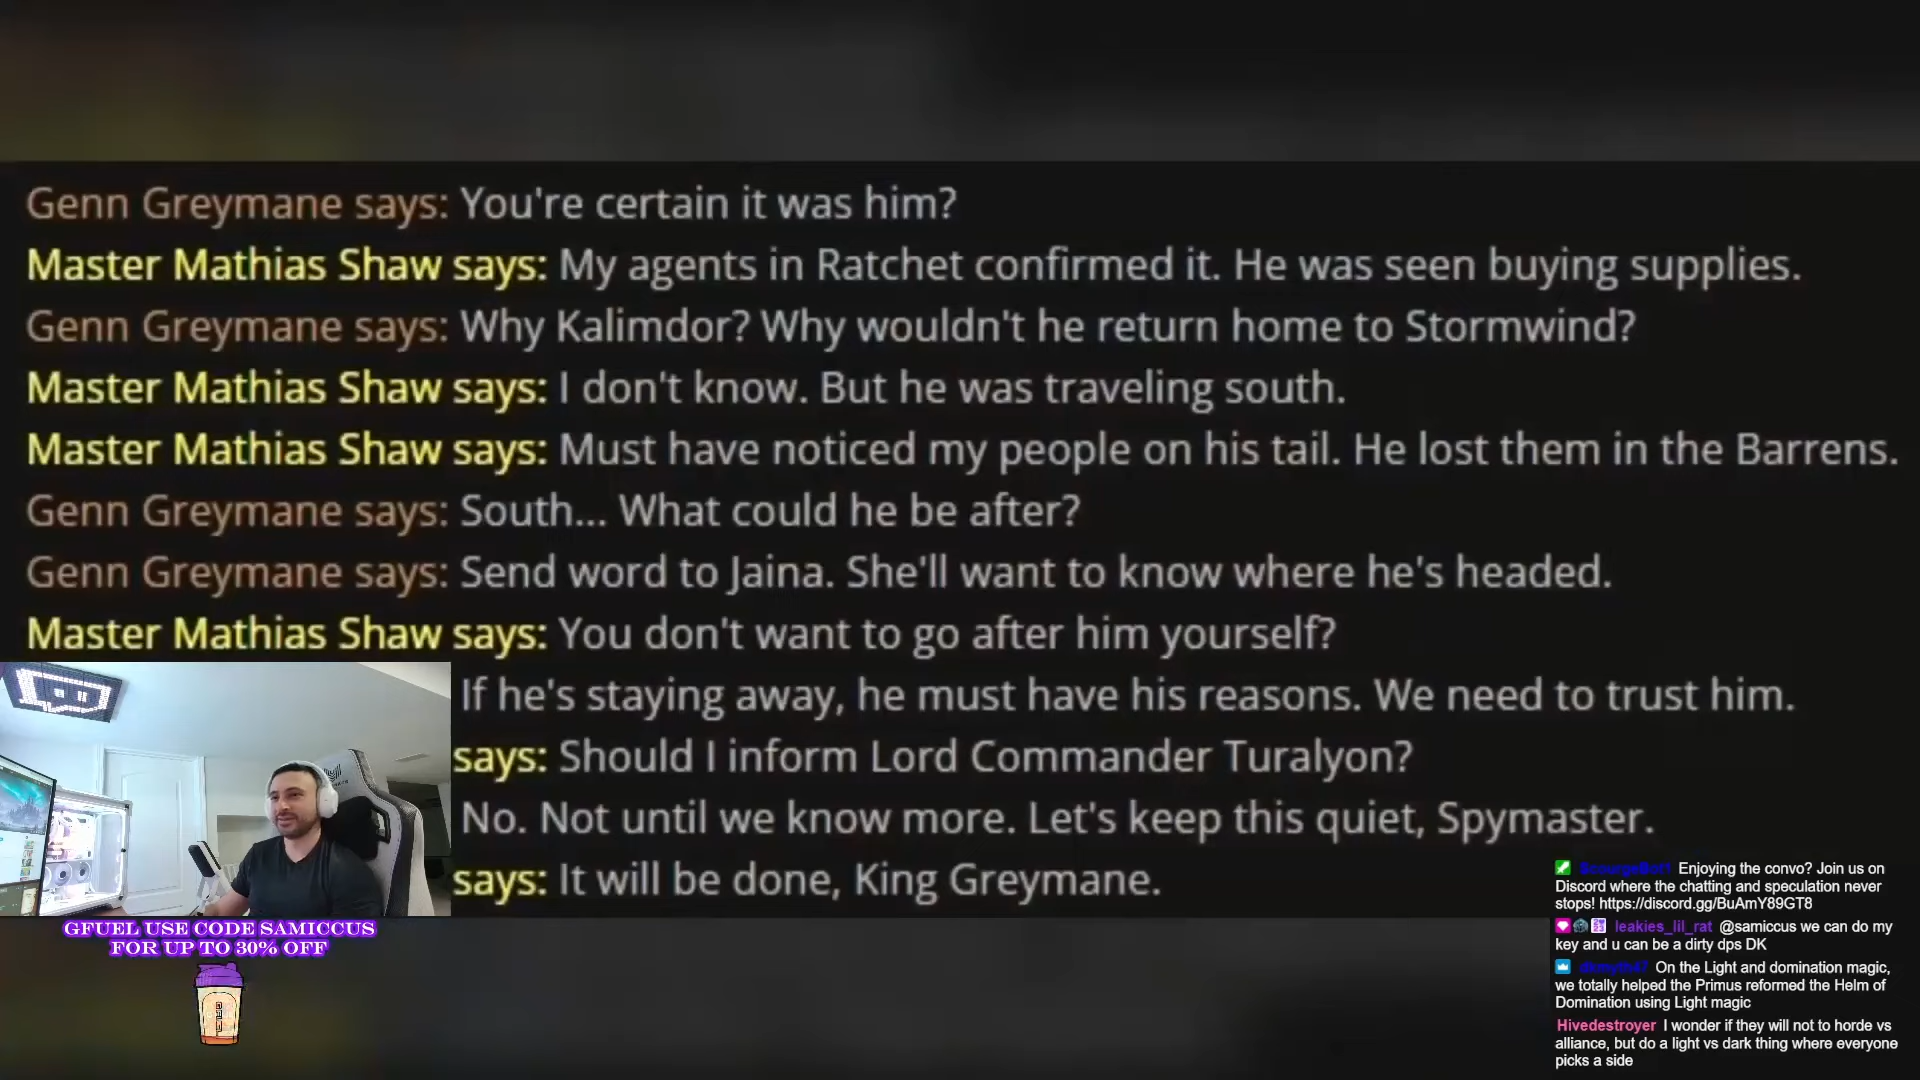 Genn Greymane says: You're certain it was him?
Master Mathias Shaw says: My agents in Ratchet confirmed it. He was seen buying supplies.
Genn Greymane says: Why Kalimdor? Why wouldn't he return home to Stormwind?
Master Mathias Shaw says: I don't know. But he was traveling south.
Master Mathias Shaw says: Must have noticed my people on his tail. He lost them in the Barrens.
Genn Greymane says: South... What could he be after?
Genn Greymane says: Send word to Jaina. She'll want to know where he's headed.
Master Mathias Shaw says: You don't want to go after him yourself?
If he's staying away, he must have his reasons. We need to trust him.
says: Should I inform Lord Commander Turalyon?
No. Not until we know more. Let's keep this quiet, Spymaster.
says: It will be done, King Greymane.
GFUEL USE CODE SAMICCUS
FOR UP TO 30% OFF
ScourgeBot1 Enjoying the convo? Join us on
Discord where the chatting and speculation never
stops! https://discord.gg/BuAmY89GT8
leakies_lil_rat @samiccus we can do my
key and u can be a dirty dps DK
On the Light and domination magic,
we totally helped the Primus reformed the Helm of
Domination using Light magic
Hivedestroyer I wonder if they will not to horde vs
alliance, but do a light vs dark thing where everyone
picks a side